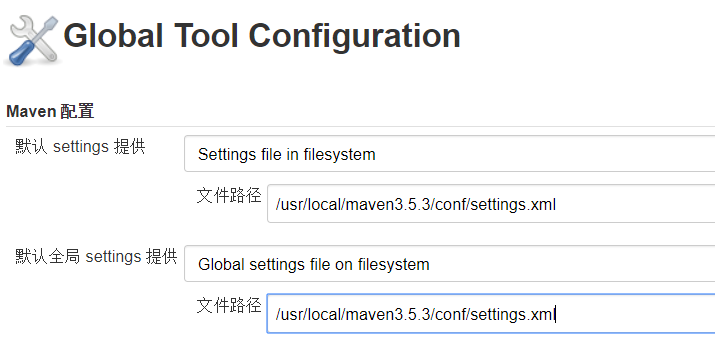 Global Tool Configuration
Maven 配置
默认 settings 提供
Settings file in filesystem
文件路径
/usr/local/maven3.5.3/conf/settings.xml
默认全局 settings 提供
Global settings file on filesystem
文件路径
/usr/local/maven3.5.3/conf/settings.xml